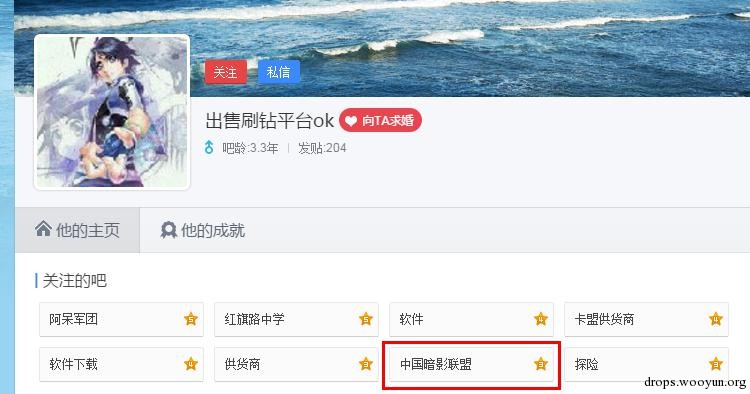 关注 私信
出售刷钻平台ok 向TA求婚
吧龄:3.3年 发贴:204
他的主页 他的成就
关注的吧
阿呆军团 红旗路中学 软件 卡盟供货商
软件下载 供货商 中国暗影联盟 探险
drops.wooyun.org